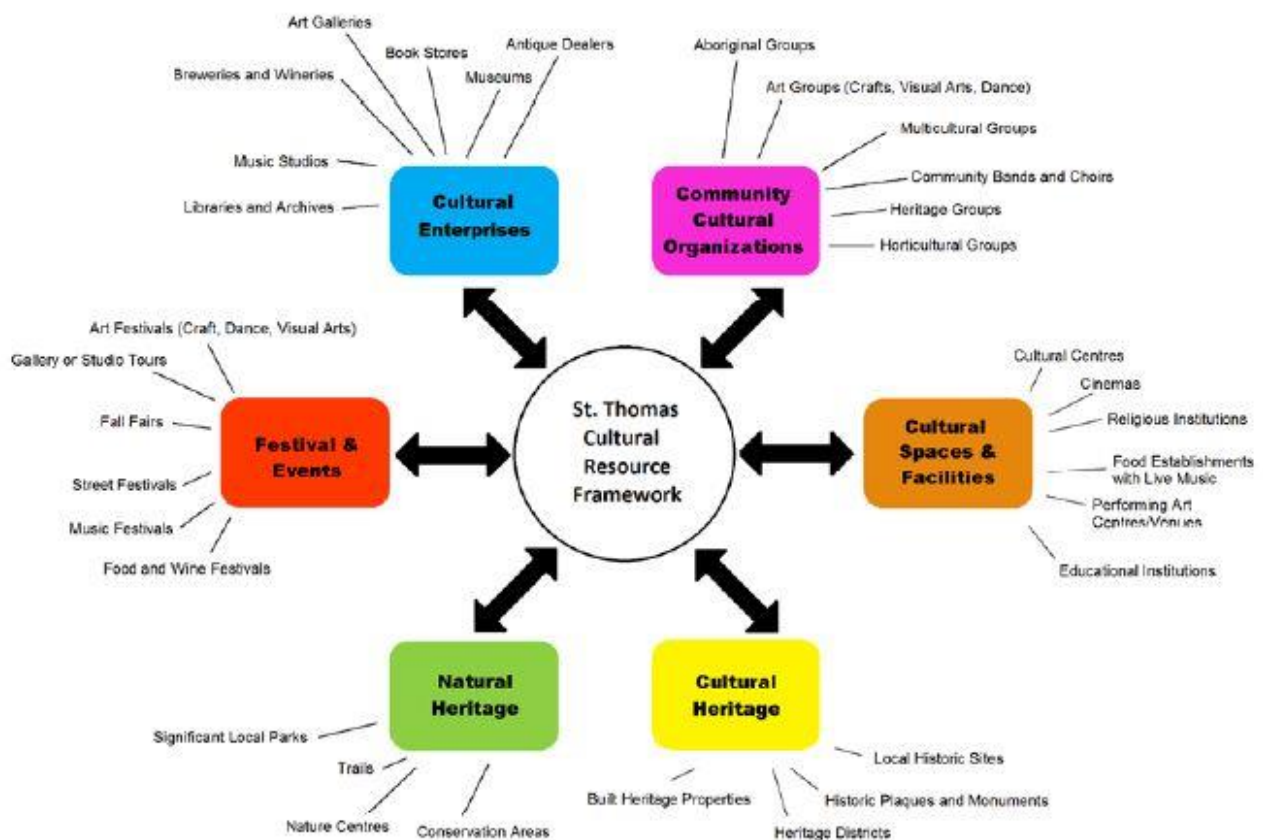 Art Galleries
Book Stores
Antique Dealers
Breweries and Wineries
Museums
Music Studios
Libraries and Archives
Cultural
Enterprises
Aboriginal Groups
Art Groups (Crafts, Visual Arts, Dance)
Multicultural Groups
Community Bands and Choirs
Heritage Groups
Horticultural Groups
Community
Cultural
Organizations
Art Festivals (Craft, Dance, Visual Arts)
Gallery or Studio Tours
Fall Fairs
Street Festivals
Music Festivals
Food and Wine Festivals
Festival &
Events
St. Thomas
Cultural
Resource
Framework
Cultural
Spaces &
Facilities
Cultural Centres
Cinemas
Religious Institutions
Food Establishments
with Live Music
Performing Art
Centres/Venues
Educational Institutions
Natural
Heritage
Significant Local Parks
Trails
Nature Centres
Conservation Areas
Cultural
Heritage
Local Historic Sites
Built Heritage Properties
Historic Plaques and Monuments
Heritage Districts